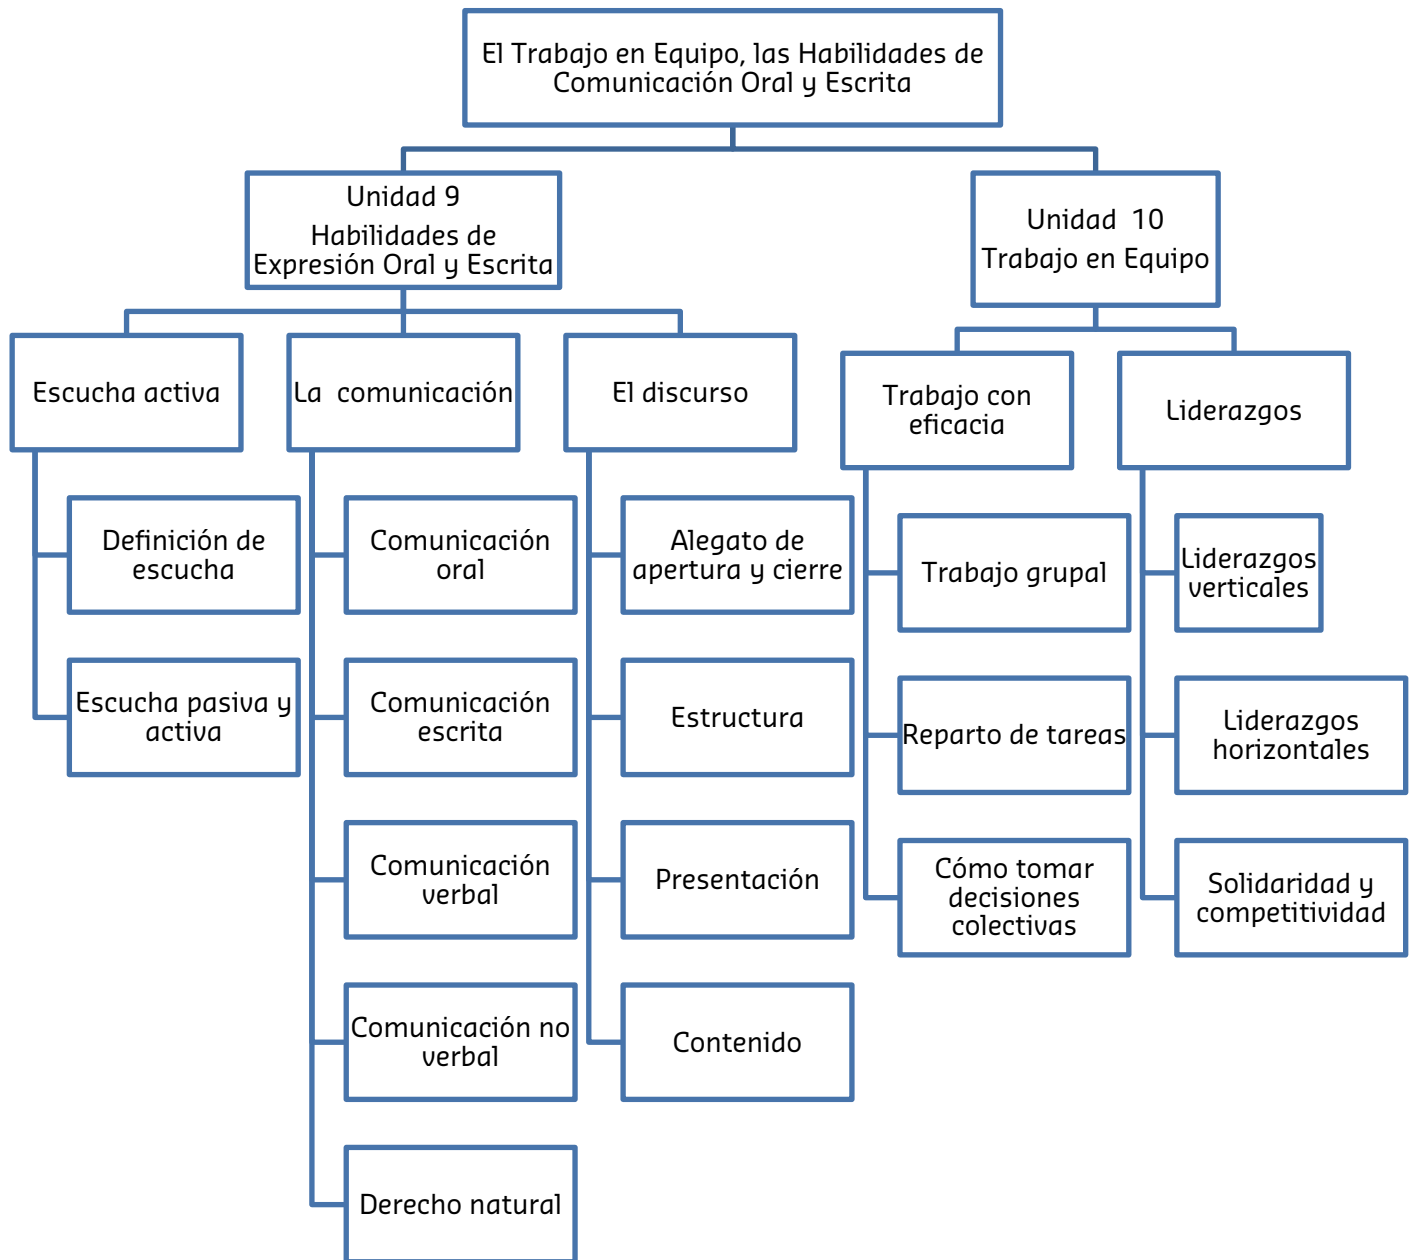 El Trabajo en Equipo, las Habilidades de
Comunicación Oral y Escrita
Unidad 9
Habilidades de
Expresión Oral y Escrita
Escucha activa
Definición de
escucha
Escucha pasiva y
activa
La comunicación
Comunicación
oral
Comunicación
escrita
Comunicación
verbal
Comunicación no
verbal
Derecho natural
El discurso
Alegato de
apertura y cierre
Estructura
Presentación
Contenido
Unidad 10
Trabajo en Equipo
Trabajo con
eficacia
Trabajo grupal
Reparto de tareas
Cómo tomar
decisiones
colectivas
Liderazgos
Liderazgos
verticales
Liderazgos
horizontales
Solidaridad y
competitividad